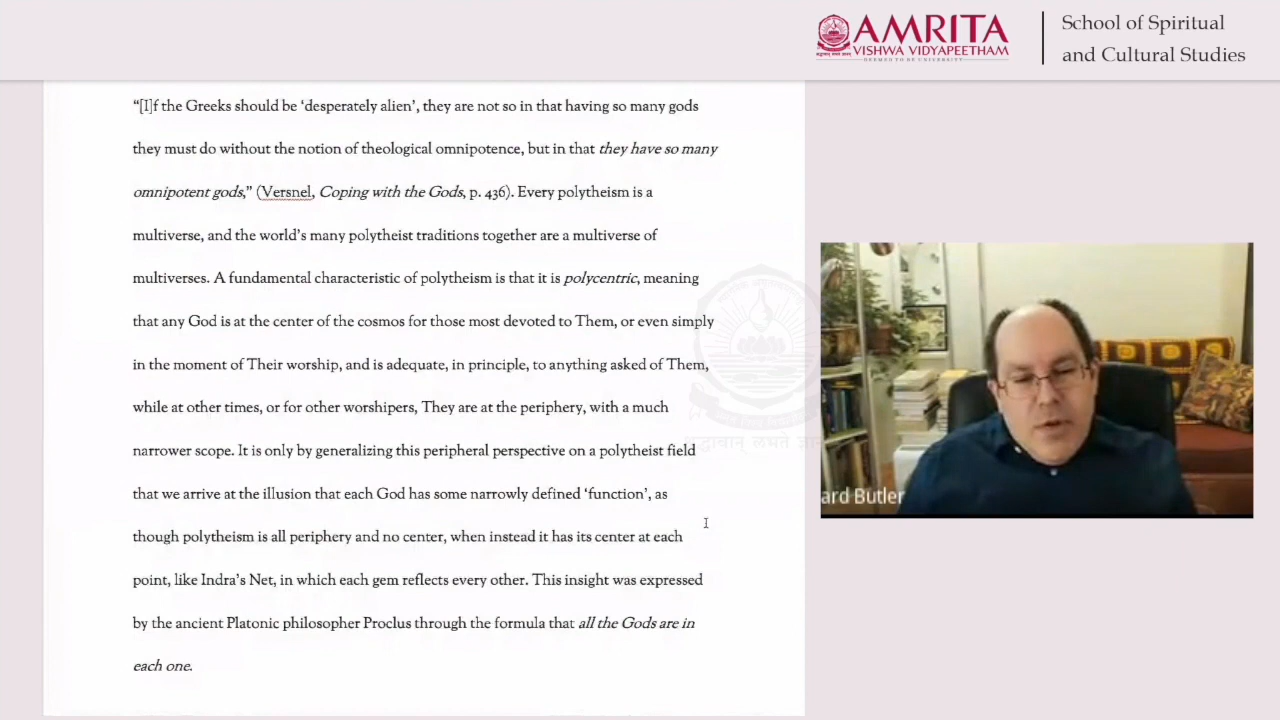 AMRITA
VISHWA VIDYAPEETHAM
DEEMED TO BE UNIVERSITY
School of Spiritual
and Cultural Studies
“[I]f the Greeks should be ‘desperately alien’, they are not so in that having so many gods
they must do without the notion of theological omnipotence, but in that they have so many
omnipotent gods,” (Versnel, Coping with the Gods, p. 436). Every polytheism is a
multiverse, and the world’s many polytheist traditions together are a multiverse of
multiverses. A fundamental characteristic of polytheism is that it is polycentric, meaning
that any God is at the center of the cosmos for those most devoted to Them, or even simply
in the moment of Their worship, and is adequate, in principle, to anything asked of Them,
while at other times, or for other worshipers, They are at the periphery, with a much
narrower scope. It is only by generalizing this peripheral perspective on a polytheist field
that we arrive at the illusion that each God has some narrowly defined ‘function’, as
though polytheism is all periphery and no center, when instead it has its center at each
point, like Indra’s Net, in which each gem reflects every other. This insight was expressed
by the ancient Platonic philosopher Proclus through the formula that all the Gods are in
each one.
ard Butler